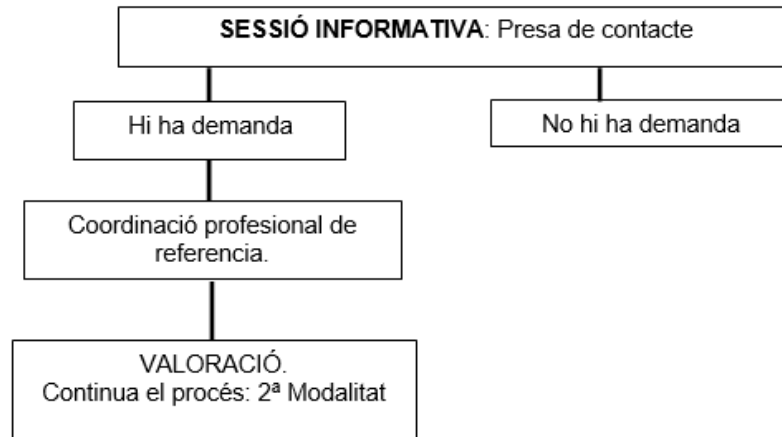 SESSIÓ INFORMATIVA: Presa de contacte
Hi ha demanda
No hi ha demanda
Coordinació profesional de
referencia.
VALORACIÓ.
Continua el procés: 2ª Modalitat